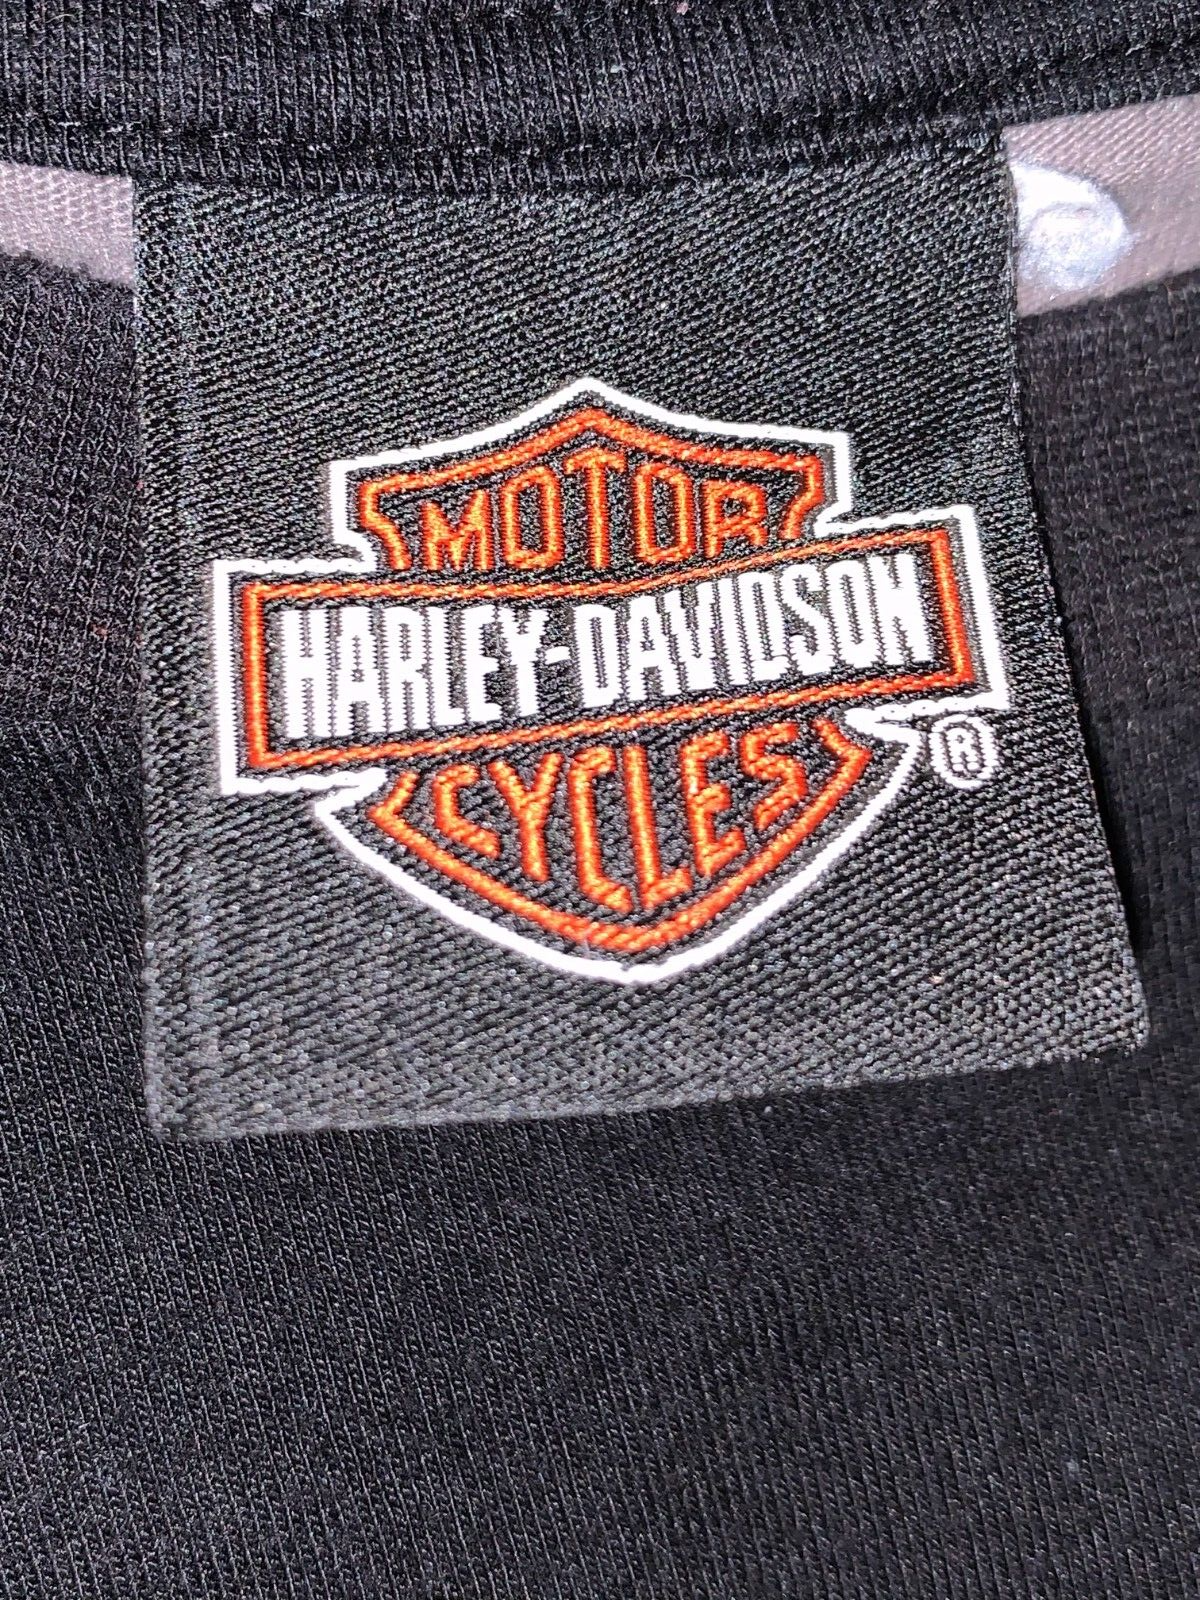 MOTOR
HARLEY-DAVIDSON
CYCLES
®